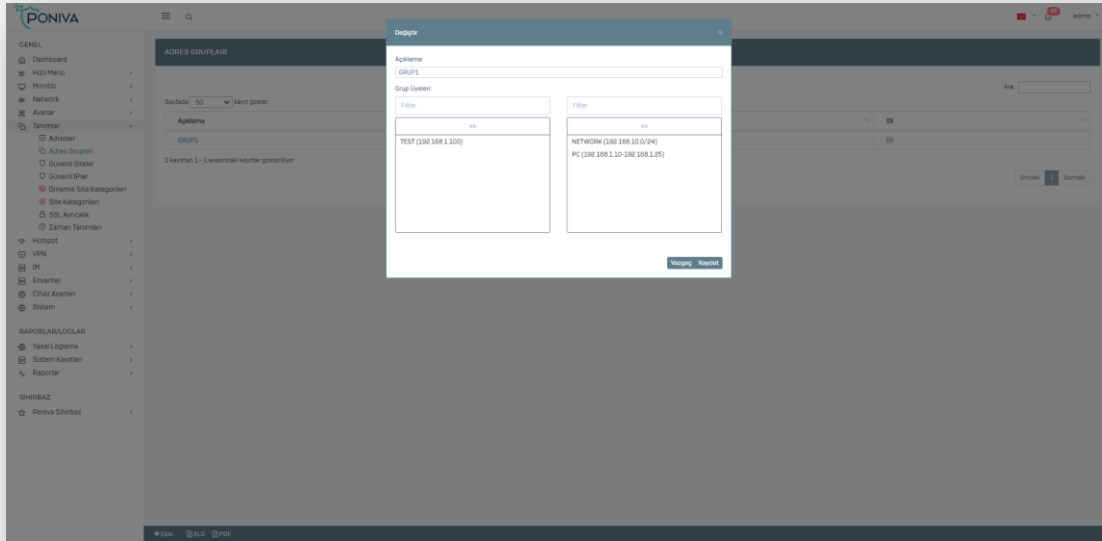 PONIVA
admin
GENEL
Dashboard
Hızlı Menü
Monitör
Network
Ayarlar
Tanımlar
Adresler
Adres Grupları
Güvenli Siteler
Güvenli IPler
Dinamik Site Kategorileri
Site Kategorileri
SSL Ayrıcalık
Zaman Tanımları
Hotspot
VPN
IM
Envanter
Cihaz Ayarları
Sistem
RAPORLAR/LOGLAR
Yasal Loglama
Sistem Kayıtları
Raporlar
SIHIRBAZ
Poniva Sihirbaz
ADRES GRUPLARI
Sayfada 50 kayıt göster
Ara:
Açıklama
Sil
GRUP1
1 kayıttan 1 - 1 arasındaki kayıtlar gösteriliyor
Önceki 1 Sonraki
Değiştir
x
Açıklama:
GRUP1
Grup Üyeleri:
Filter
Filter
>>
<<
TEST (192.168.1.100)
NETWORK (192.168.10.0/24)
PC (192.168.1.10-192.168.1.25)
Vazgeç Kaydet
+Ekle XLS PDF